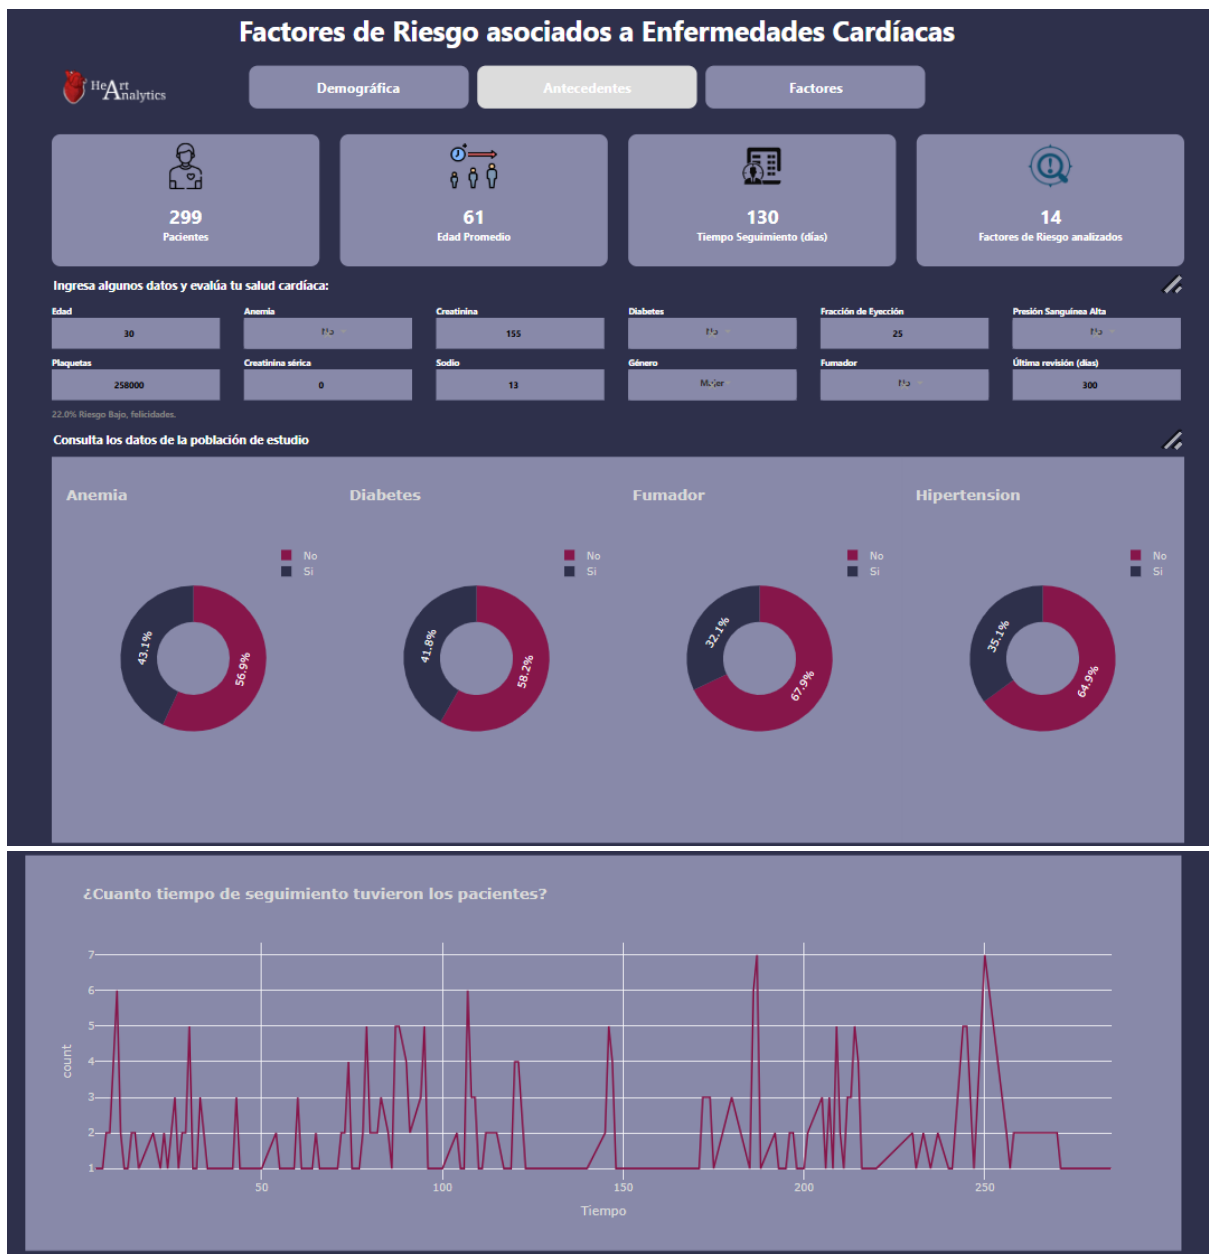 Factores de Riesgo asociados a Enfermedades Cardíacas
HeArt Analytics
Demográfica
Antecedentes
Factores
299
Pacientes
61
Edad Promedio
130
Tiempo Seguimiento (días)
14
Factores de Riesgo analizados
Ingresa algunos datos y evalúa tu salud cardíaca:
Edad Anemia Creatinina Diabetes Fracción de Eyección Presión Sanguínea Alta
30 No 155 No 25 No
Plaquetas Creatinina sérica Sodio Género Fumador Última revisión (días)
258000 0 13 Mujer No 300
22.0% Riesgo Bajo, felicidades.
Consulta los datos de la población de estudio
Anemia
No
Si
43.1%
56.9%
Diabetes
No
Si
41.8%
58.2%
Fumador
No
Si
32.1%
67.9%
Hipertension
No
Si
35.1%
64.9%
¿Cuanto tiempo de seguimiento tuvieron los pacientes?
7
6
5
4
3
2
1
count
50 100 150 200 250
Tiempo